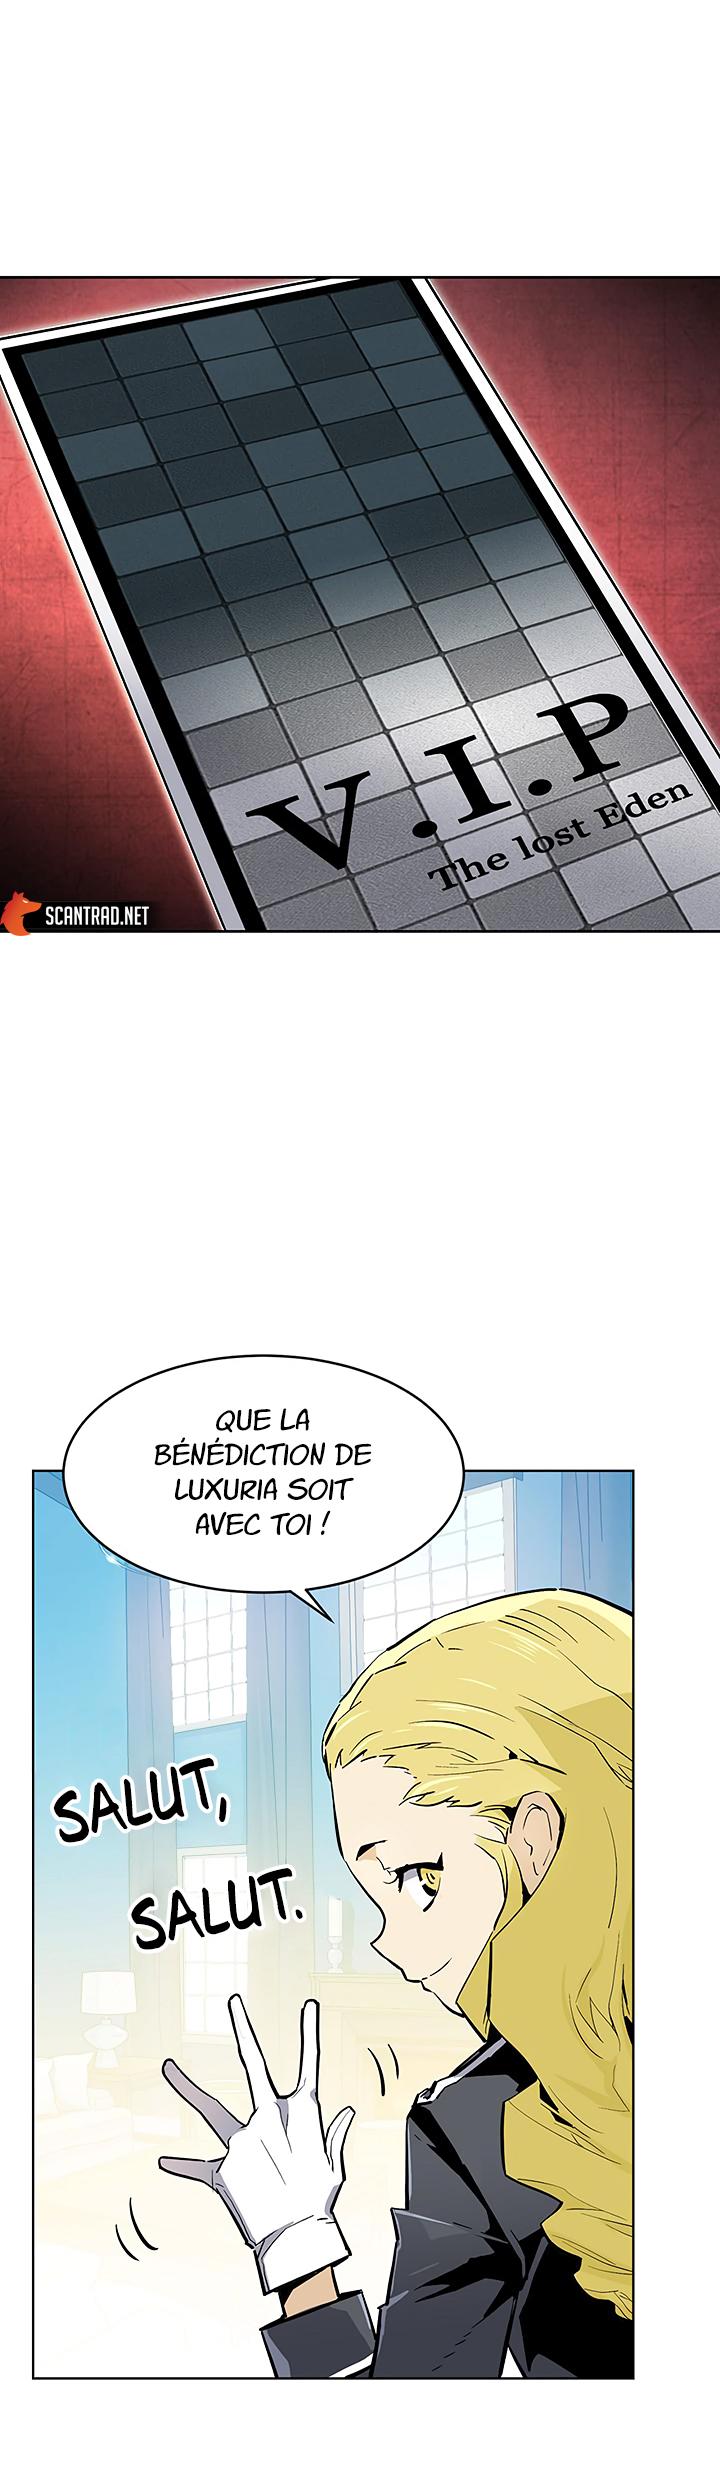 V.I.P
The lost Eden
SCANTRAD.NET
QUE LA
BÉNÉDICTION DE
LUXURIA SOIT
AVEC TOI !
SALUT,
SALUT.